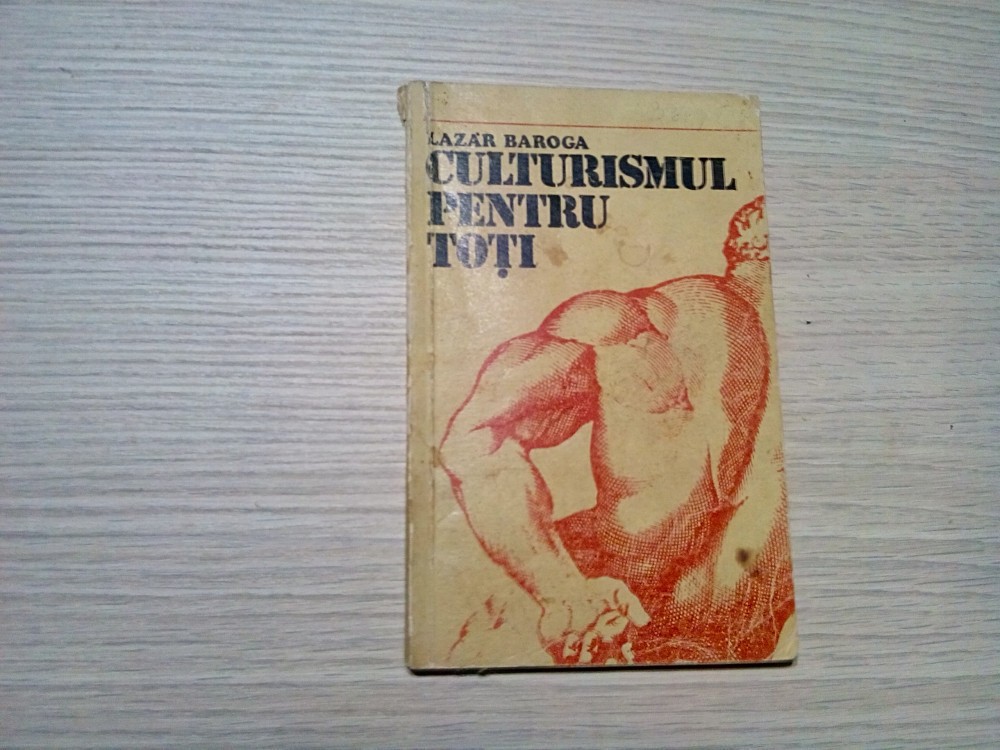 LAZĂR BAROGA
CULTURISMUL
PENTRU
TOȚI